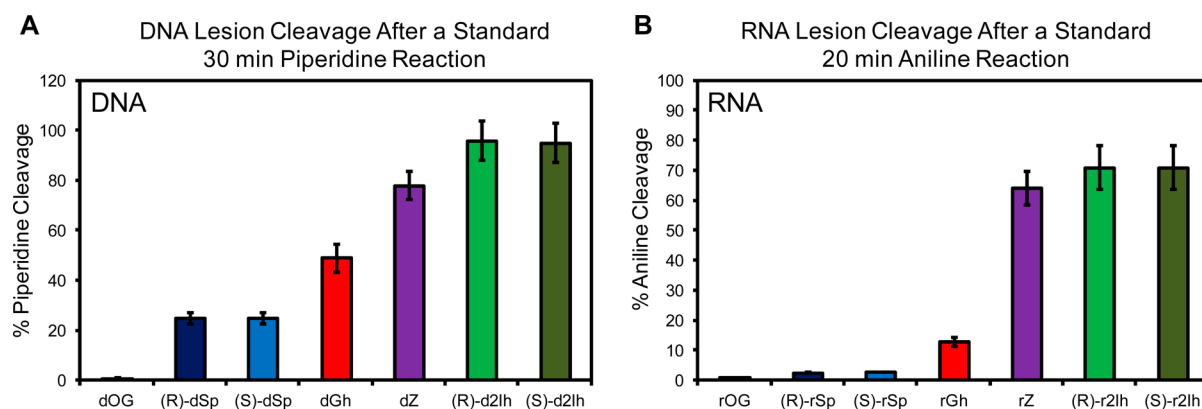 A
DNA Lesion Cleavage After a Standard
30 min Piperidine Reaction
DNA
% Piperidine Cleavage
120
100
80
60
40
20
0
dOG
(R)-dSp
(S)-dSp
dGh
dZ
(R)-d2Ih
(S)-d2Ih
B
RNA Lesion Cleavage After a Standard
20 min Aniline Reaction
RNA
% Aniline Cleavage
100
90
80
70
60
50
40
30
20
10
0
rOG
(R)-rSp
(S)-rSp
rGh
rZ
(R)-r2Ih
(S)-r2Ih